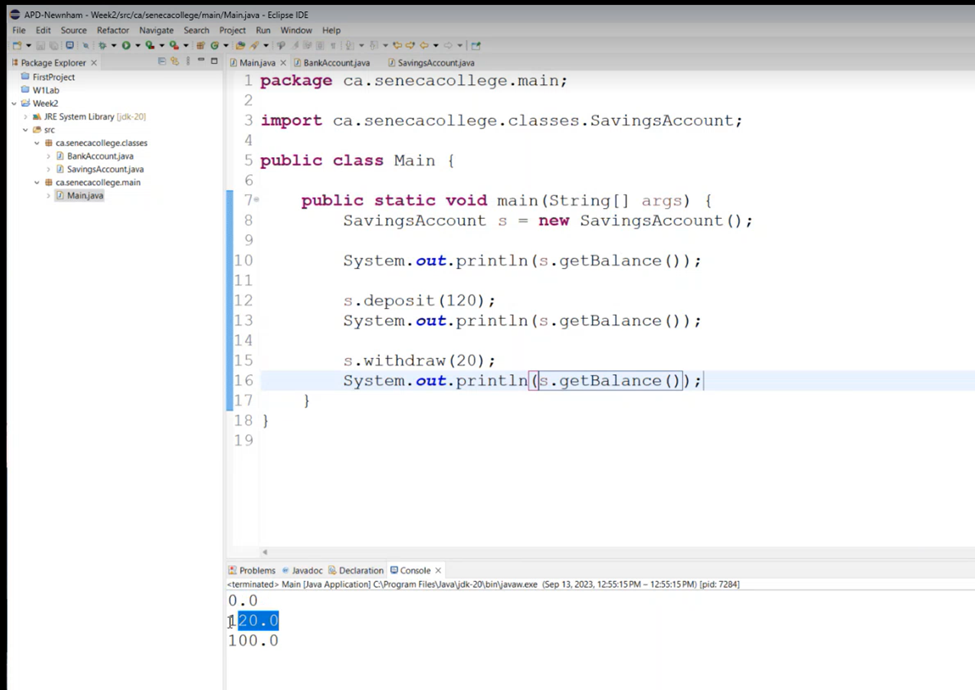 APD-Newnham - Week2/src/ca/senecacollege/main/Main.java - Eclipse IDE
File Edit Source Refactor Navigate Search Project Run Window Help
Package Explorer
FirstProject
W1Lab
Week2
JRE System Library [jdk-20]
src
ca.senecacollege.classes
BankAccount.java
SavingsAccount.java
ca.senecacollege.main
Main.java
Main.java BankAccount.java SavingsAccount.java
1 package ca.senecacollege.main;
2
3 import ca.senecacollege.classes.SavingsAccount;
4
5 public class Main {
6
7 public static void main(String[] args) {
8 SavingsAccount s = new SavingsAccount();
9
10 System.out.println(s.getBalance());
11
12 s.deposit(120);
13 System.out.println(s.getBalance());
14
15 s.withdraw(20);
16 System.out.println(s.getBalance());
17 }
18 }
19
Problems Javadoc Declaration Console
<terminated> Main [Java Application] C:\Program Files\Java\jdk-20\bin\javaw.exe (Sep 13, 2023, 12:55:15 PM – 12:55:15 PM) [pid: 7284]
0.0
120.0
100.0